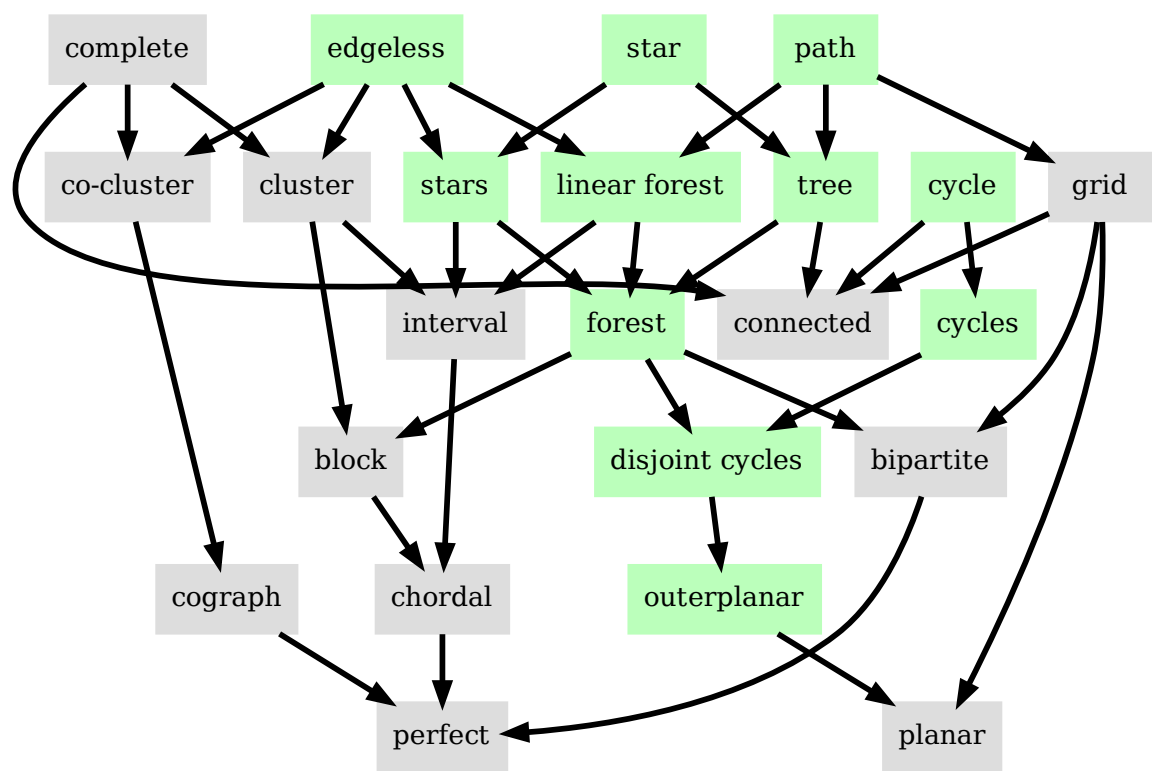 complete
edgeless
star
path
co-cluster
cluster
stars
linear forest
tree
cycle
grid
interval
forest
connected
cycles
block
disjoint cycles
bipartite
cograph
chordal
outerplanar
perfect
planar